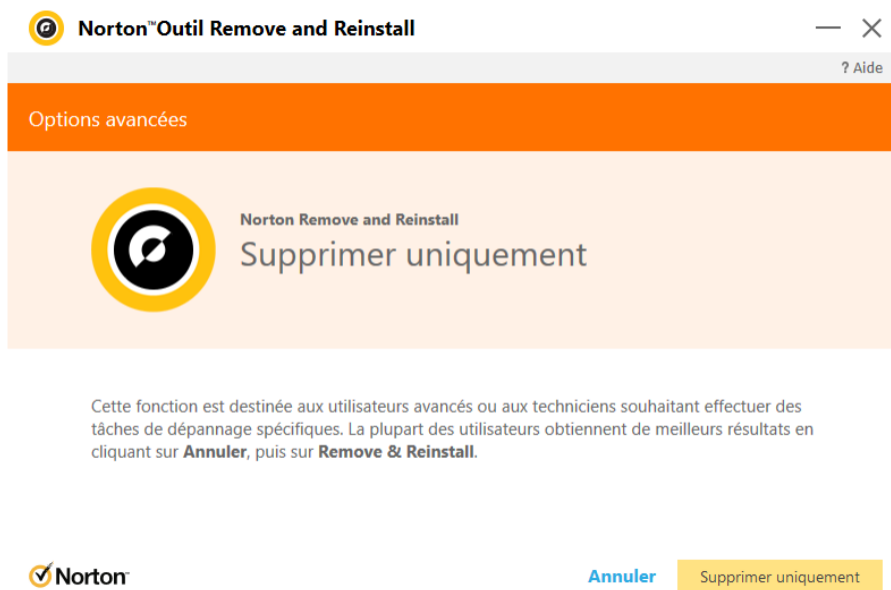 Norton™Outil Remove and Reinstall
? Aide
Options avancées
Norton Remove and Reinstall
Supprimer uniquement
Cette fonction est destinée aux utilisateurs avancés ou aux techniciens souhaitant effectuer des
tâches de dépannage spécifiques. La plupart des utilisateurs obtiennent de meilleurs résultats en
cliquant sur Annuler, puis sur Remove & Reinstall.
Norton
Annuler
Supprimer uniquement